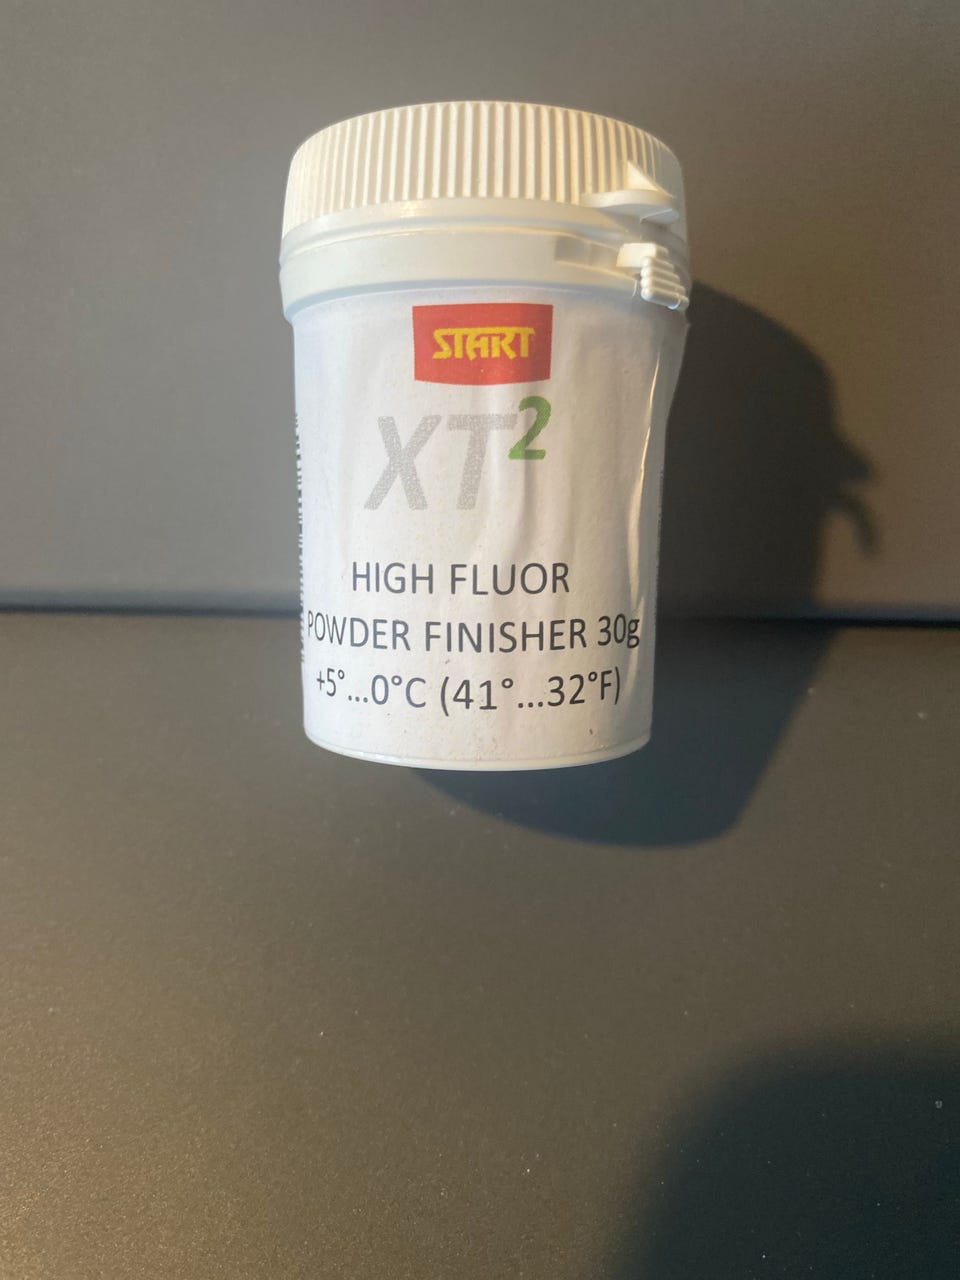 START
XT²
HIGH FLUOR
POWDER FINISHER 30g
+5°...0°C (41°...32°F)